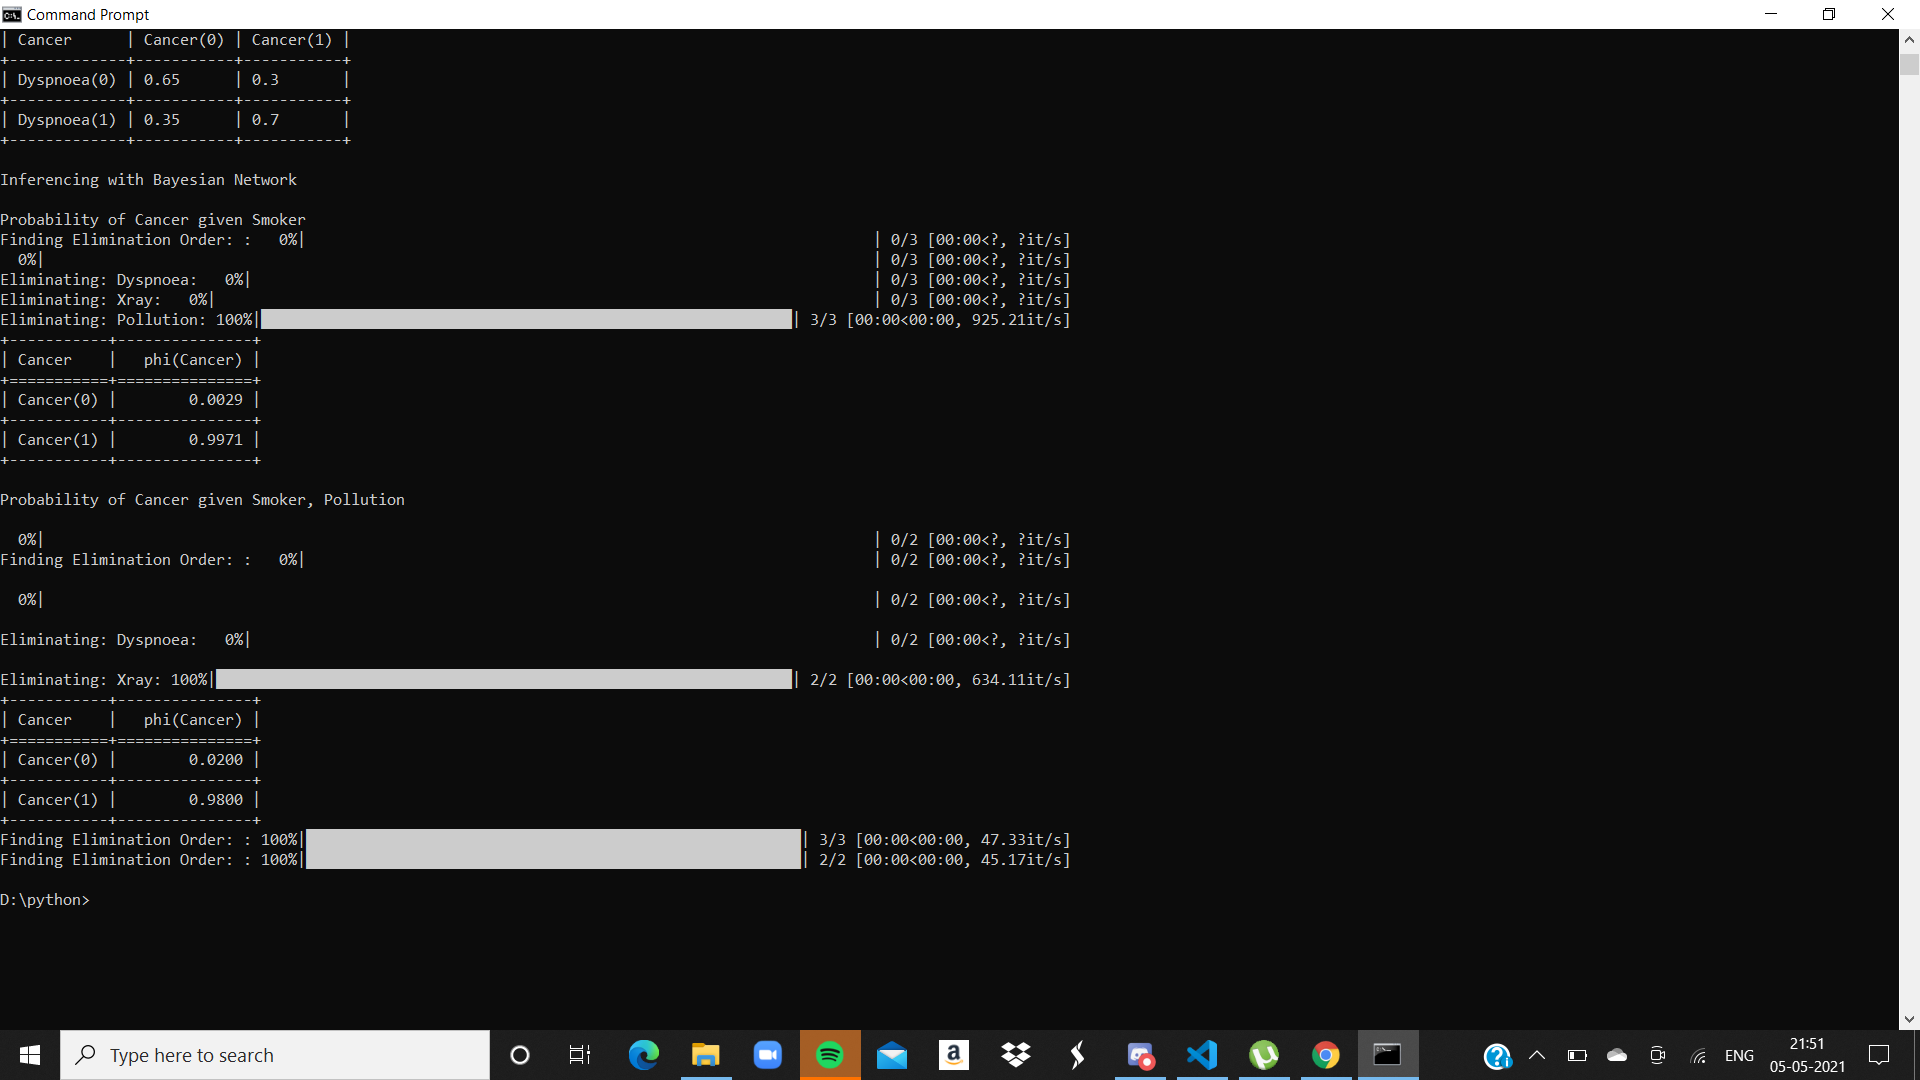 Command Prompt
| Cancer      | Cancer(0) | Cancer(1) |
+-------------+-----------+-----------+
| Dyspnoea(0) | 0.65      | 0.3       |
+-------------+-----------+-----------+
| Dyspnoea(1) | 0.35      | 0.7       |
+-------------+-----------+-----------+
Inferencing with Bayesian Network
Probability of Cancer given Smoker
Finding Elimination Order: :   0%| | 0/3 [00:00<?, ?it/s]
  0%| | 0/3 [00:00<?, ?it/s]
Eliminating: Dyspnoea:   0%| | 0/3 [00:00<?, ?it/s]
Eliminating: Xray:   0%| | 0/3 [00:00<?, ?it/s]
Eliminating: Pollution: 100%| | 3/3 [00:00<00:00, 925.21it/s]
+-----------+---------------+
| Cancer    |   phi(Cancer) |
+===========+===============+
| Cancer(0) |        0.0029 |
+-----------+---------------+
| Cancer(1) |        0.9971 |
+-----------+---------------+
Probability of Cancer given Smoker, Pollution
  0%| | 0/2 [00:00<?, ?it/s]
Finding Elimination Order: :   0%| | 0/2 [00:00<?, ?it/s]
  0%| | 0/2 [00:00<?, ?it/s]
Eliminating: Dyspnoea:   0%| | 0/2 [00:00<?, ?it/s]
Eliminating: Xray: 100%| | 2/2 [00:00<00:00, 634.11it/s]
+-----------+---------------+
| Cancer    |   phi(Cancer) |
+===========+===============+
| Cancer(0) |        0.0200 |
+-----------+---------------+
| Cancer(1) |        0.9800 |
+-----------+---------------+
Finding Elimination Order: : 100%| | 3/3 [00:00<00:00, 47.33it/s]
Finding Elimination Order: : 100%| | 2/2 [00:00<00:00, 45.17it/s]
D:\python>
Type here to search
ENG
21:51
05-05-2021